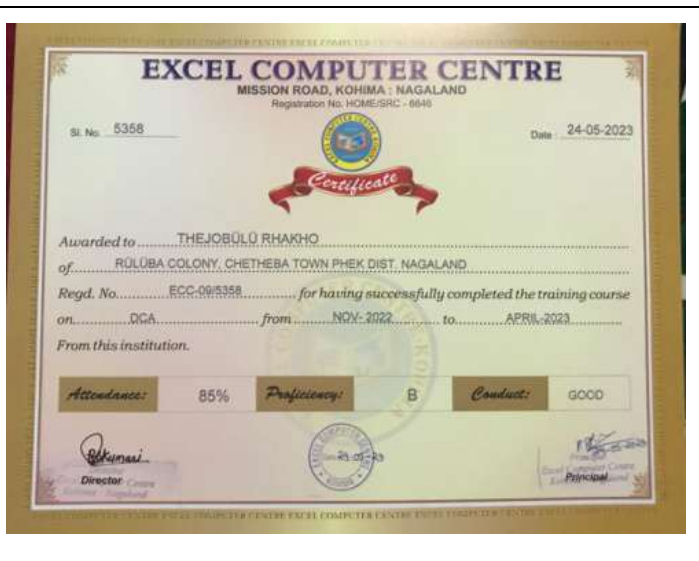 EXCEL COMPUTER CENTRE
MISSION ROAD, KOHIMA : NAGALAND
Registration No. HOME/SRC - 6646
Sl. No. 5358
Date : 24-05-2023
Certificate
Awarded to THEJOBÜLÜ RHAKHO
of RÜLÜBA COLONY, CHETHEBA TOWN PHEK DIST. NAGALAND
Regd. No. ECC-09/5358 for having successfully completed the training course
on DCA from NOV- 2022 to APRIL-2023
From this institution.
Attendance: 85% Proficiency: B Conduct: GOOD
Director
Principal